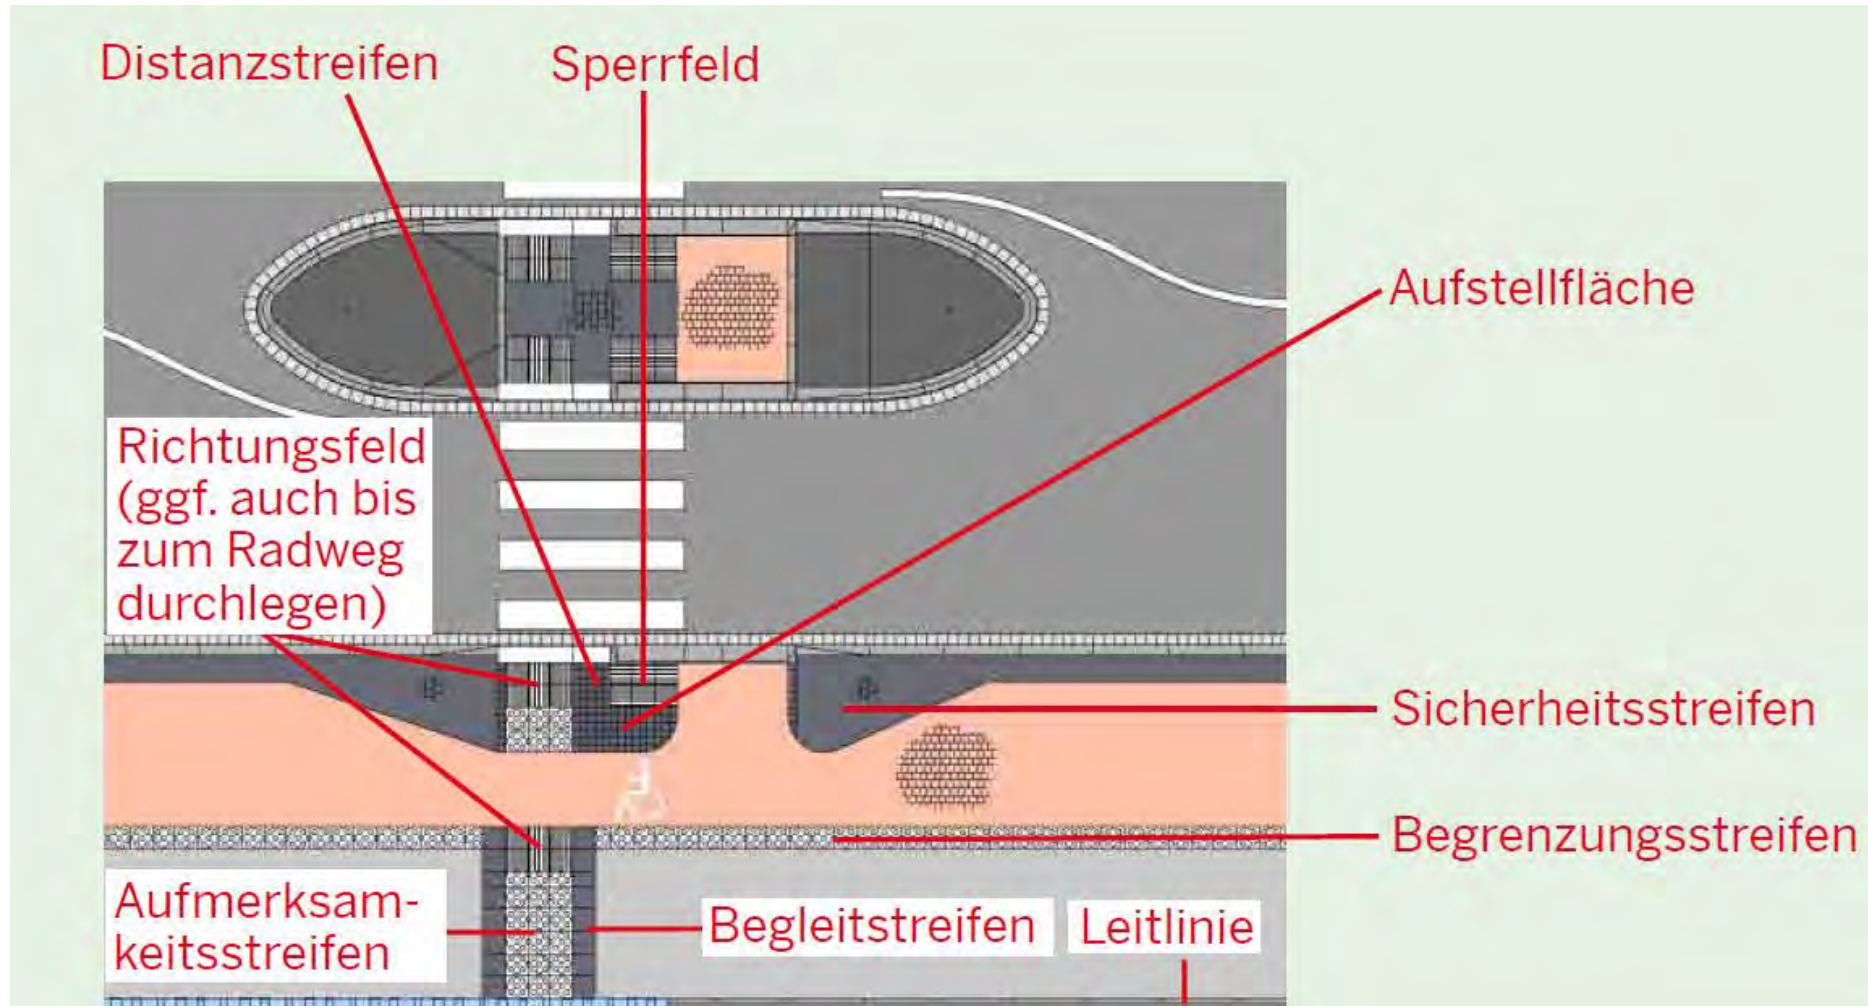 Distanzstreifen
Sperrfeld
Aufstellfläche
Richtungsfeld
(ggf. auch bis
zum Radweg
durchlegen)
Sicherheitsstreifen
Begrenzungsstreifen
Aufmerksam-
keitsstreifen
Begleitstreifen
Leitlinie